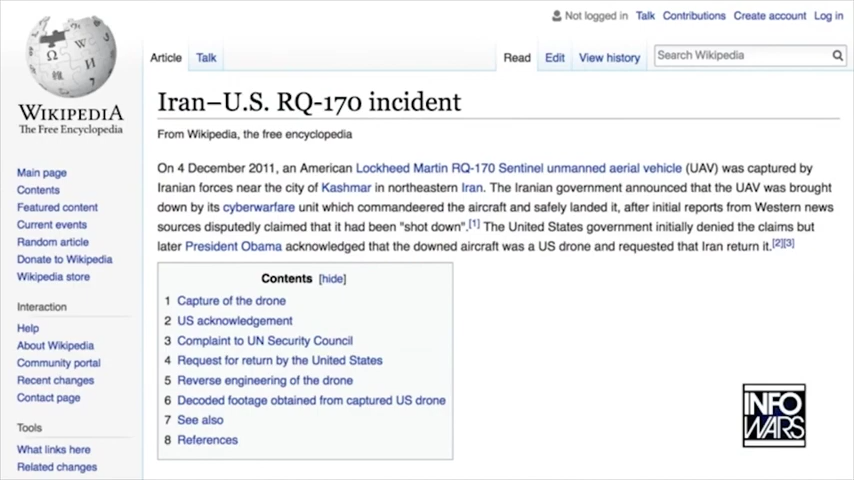 Not logged in Talk Contributions Create account Log in
Article Talk Read Edit View history Search Wikipedia
WIKIPEDIA
The Free Encyclopedia
Iran–U.S. RQ-170 incident
From Wikipedia, the free encyclopedia
On 4 December 2011, an American Lockheed Martin RQ-170 Sentinel unmanned aerial vehicle (UAV) was captured by
Iranian forces near the city of Kashmar in northeastern Iran. The Iranian government announced that the UAV was brought
down by its cyberwarfare unit which commandeered the aircraft and safely landed it, after initial reports from Western news
sources disputedly claimed that it had been "shot down".[1] The United States government initially denied the claims but
later President Obama acknowledged that the downed aircraft was a US drone and requested that Iran return it.[2][3]
Contents [hide]
1 Capture of the drone
2 US acknowledgement
3 Complaint to UN Security Council
4 Request for return by the United States
5 Reverse engineering of the drone
6 Decoded footage obtained from captured US drone
7 See also
8 References
Main page
Contents
Featured content
Current events
Random article
Donate to Wikipedia
Wikipedia store
Interaction
Help
About Wikipedia
Community portal
Recent changes
Contact page
Tools
What links here
Related changes
INFO
WARS